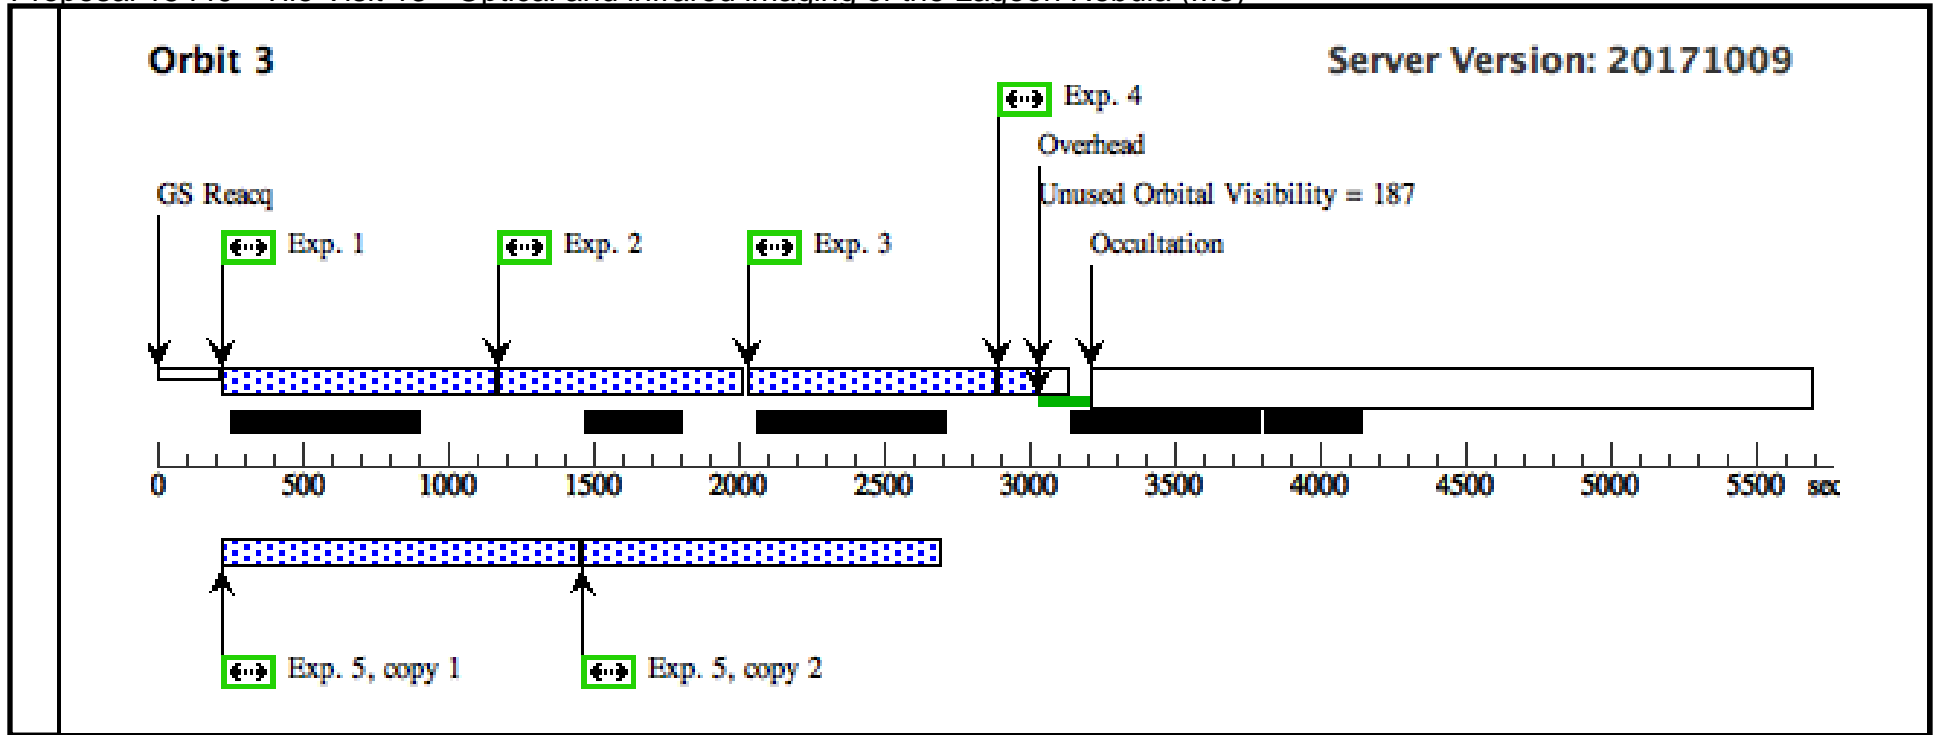 Orbit 3
Server Version: 20171009
Exp. 4
Overhead
GS Reacq
Unused Orbital Visibility = 187
Exp. 1
Exp. 2
Exp. 3
Occultation
0 500 1000 1500 2000 2500 3000 3500 4000 4500 5000 5500 sec
Exp. 5, copy 1
Exp. 5, copy 2